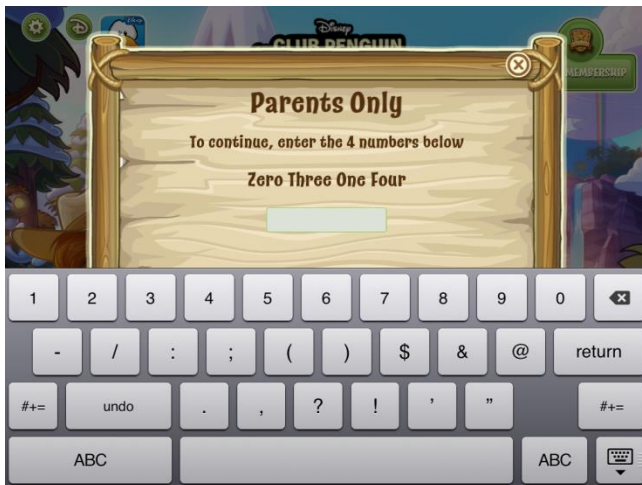 Disney
CLUB PENGUIN
MEMBERSHIP
Parents Only
To continue, enter the 4 numbers below
Zero Three One Four
1 2 3 4 5 6 7 8 9 0
- / : ; ( ) $ & @ return
#+= undo . , ? ! ' " #+=
ABC ABC